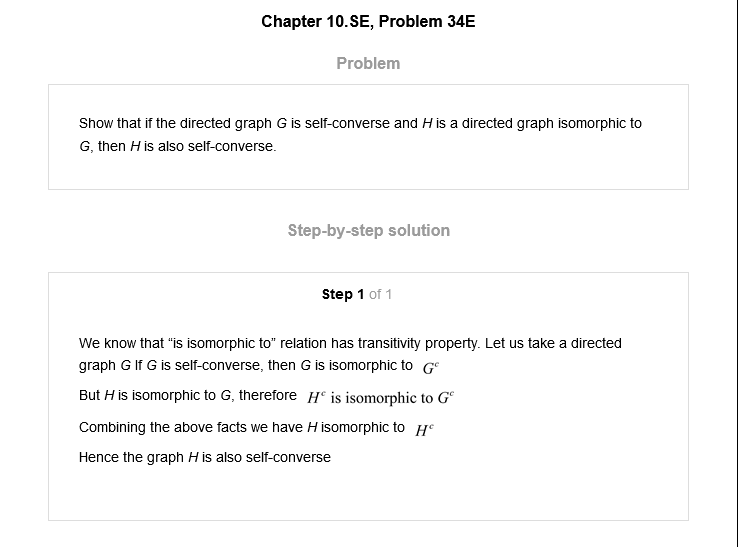 Chapter 10.SE, Problem 34E
Problem
Show that if the directed graph G is self-converse and H is a directed graph isomorphic to
G, then H is also self-converse.
Step-by-step solution
Step 1 of 1
We know that “is isomorphic to” relation has transitivity property. Let us take a directed
graph G If G is self-converse, then G is isomorphic to Gᶜ
But H is isomorphic to G, therefore Hᶜ is isomorphic to Gᶜ
Combining the above facts we have H isomorphic to Hᶜ
Hence the graph H is also self-converse